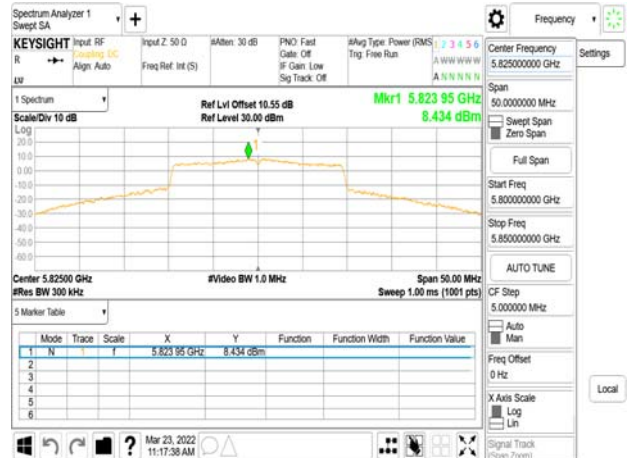 Spectrum Analyzer 1
Swept SA
+
Frequency
KEYSIGHT Input: RF Input Z: 50 Ω #Atten: 30 dB PNO: Fast #Avg Type: Power (RMS 1 2 3 4 5 6
R Coupling: DC Gate: Off Trig: Free Run A WW WW W
Align: Auto Freq Ref: Int (S) IF Gain: Low
LXI Sig Track: Off A N N N N N
Center Frequency
5.825000000 GHz
Settings
Span
50.0000000 MHz
Swept Span
Zero Span
Full Span
Start Freq
5.800000000 GHz
Stop Freq
5.850000000 GHz
AUTO TUNE
CF Step
5.000000 MHz
Auto
Man
Freq Offset
0 Hz
X Axis Scale
Log
Lin
Signal Track
(Span Zoom)
Local
1 Spectrum Ref Lvl Offset 10.55 dB Mkr1 5.823 95 GHz
Scale/Div 10 dB Ref Level 30.00 dBm 8.434 dBm
Log
20.0
10.0
0.00
-10.0
-20.0
-30.0
-40.0
-50.0
-60.0
1
Center 5.82500 GHz #Video BW 1.0 MHz Span 50.00 MHz
#Res BW 300 kHz Sweep 1.00 ms (1001 pts)
5 Marker Table
Mode Trace Scale X Y Function Function Width Function Value
1 N 1 f 5.823 95 GHz 8.434 dBm
2
3
4
5
6
? Mar 23, 2022
11:17:38 AM